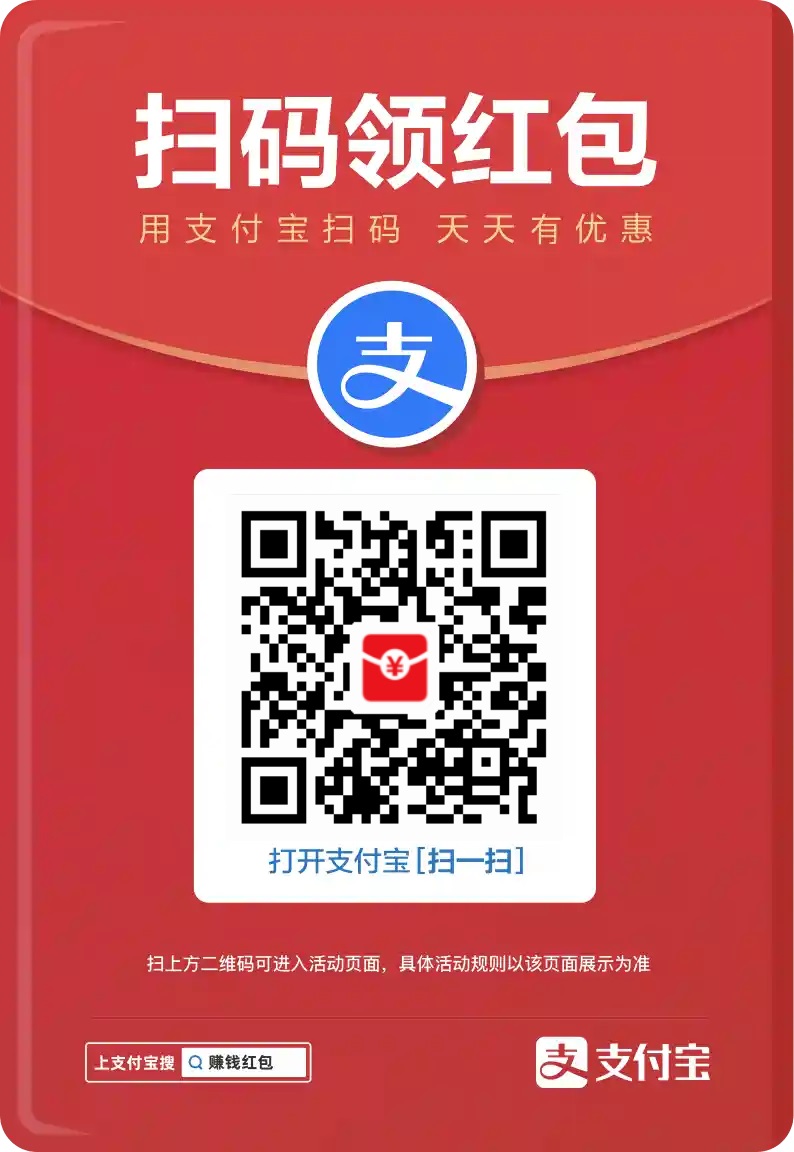 扫码领红包
用支付宝扫码 天天有优惠
支
¥
打开支付宝[扫一扫]
扫上方二维码可进入活动页面，具体活动规则以该页面展示为准
上支付宝搜 赚钱红包
支 支付宝